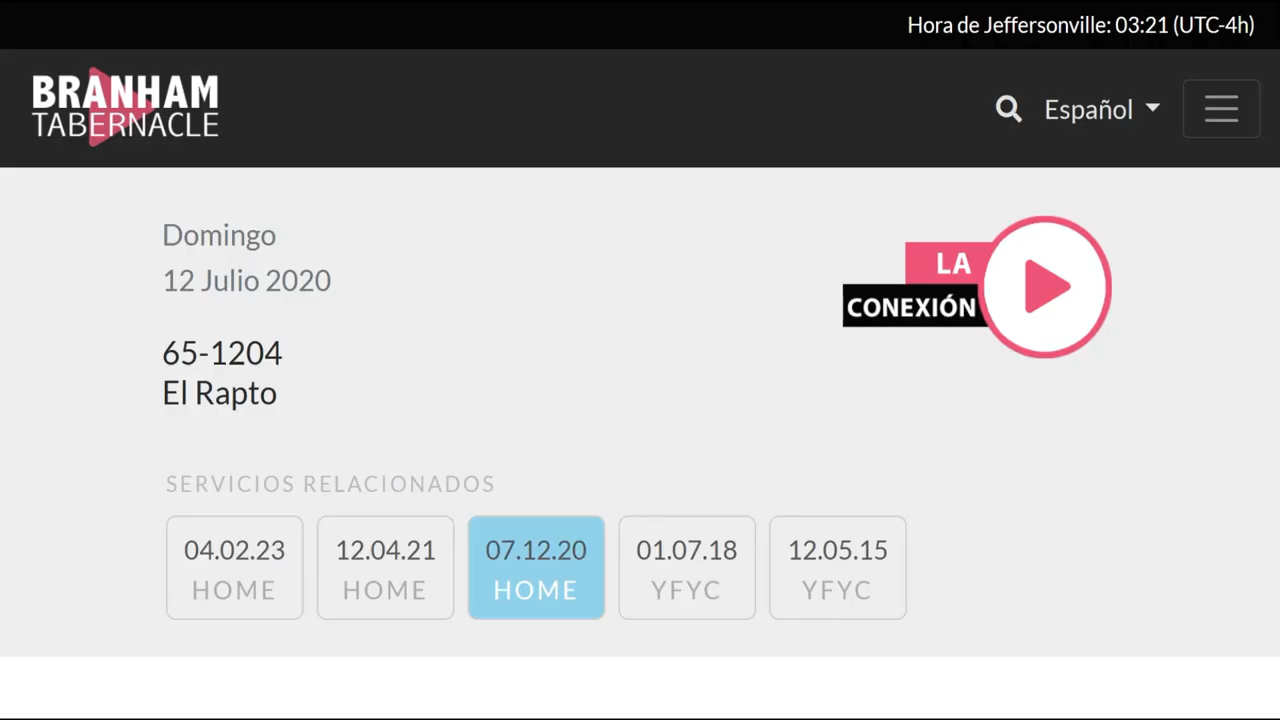 Hora de Jeffersonville: 03:21 (UTC-4h)
BRANHAM
TABERNACLE
Español
Domingo
12 Julio 2020
LA
CONEXIÓN
65-1204
El Rapto
SERVICIOS RELACIONADOS
04.02.23 12.04.21 07.12.20 01.07.18 12.05.15
HOME HOME HOME YFYC YFYC